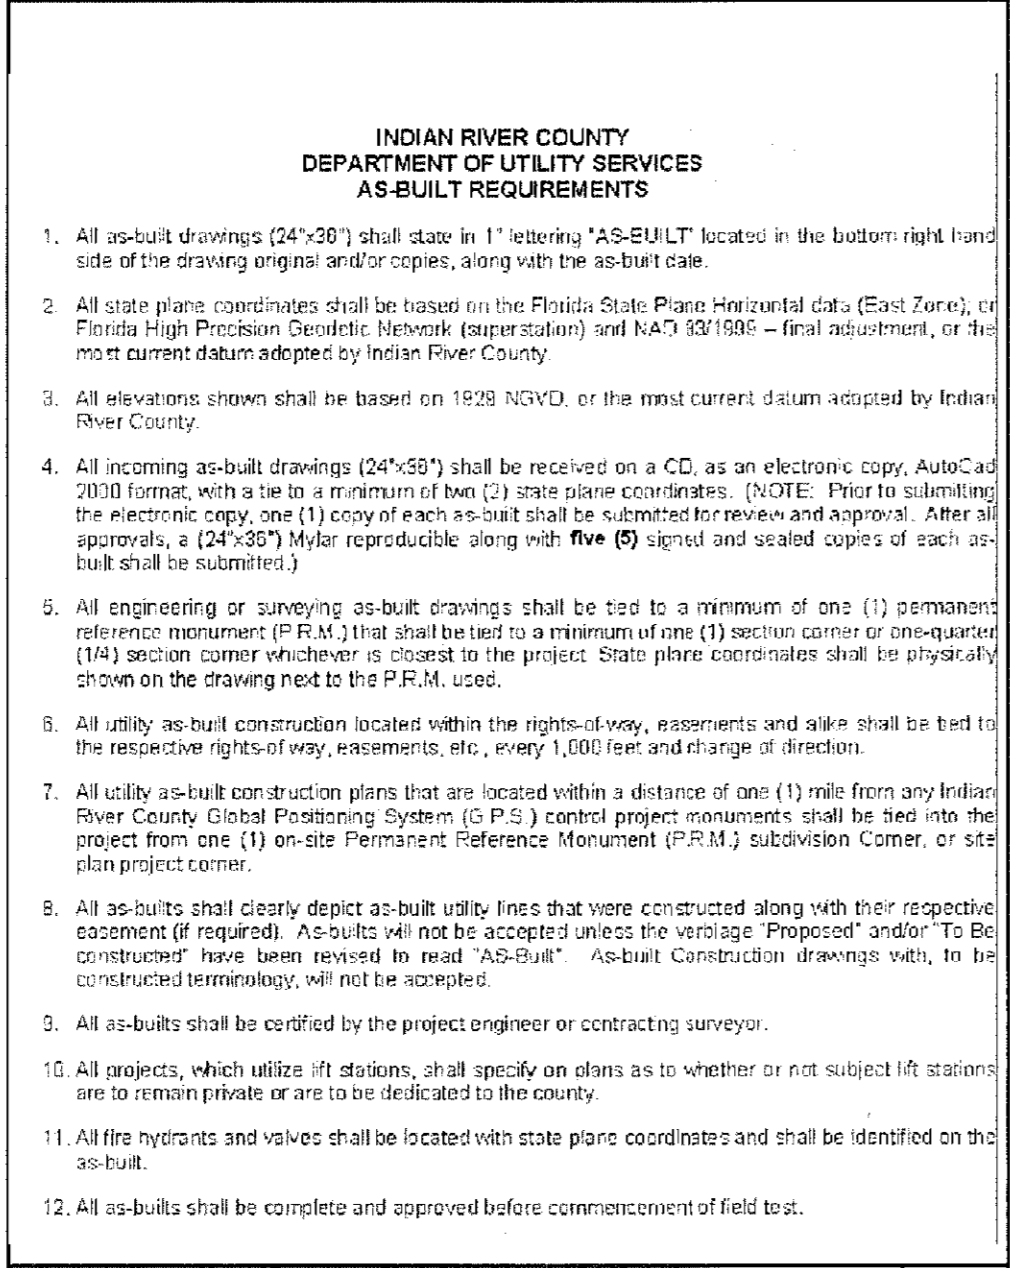 INDIAN RIVER COUNTY
DEPARTMENT OF UTILITY SERVICES
AS-BUILT REQUIREMENTS
1. All as-built drawings (24"x36") shall state in 1" lettering "AS-BUILT" located in the bottom right hand
side of the drawing original and/or copies, along with the as-built date.
2. All state plane coordinates shall be based on the Florida State Plane Horizontal data (East Zone); or
Florida High Precision Geodetic Network (superstation) and NAD 83/1999 – final adjustment, or the
most current datum adopted by Indian River County.
3. All elevations shown shall be based on 1929 NGVD, or the most current datum adopted by Indian
River County.
4. All incoming as-built drawings (24"x36") shall be received on a CD, as an electronic copy, AutoCad
2000 format, with a tie to a minimum of two (2) state plane coordinates. (NOTE: Prior to submitting
the electronic copy, one (1) copy of each as-built shall be submitted for review and approval. After all
approvals, a (24"x36") Mylar reproducible along with five (5) signed and sealed copies of each as-
built shall be submitted.)
5. All engineering or surveying as-built drawings shall be tied to a minimum of one (1) permanent
reference monument (P.R.M.) that shall be tied to a minimum of one (1) section corner or one-quarter
(1/4) section corner whichever is closest to the project. State plane coordinates shall be physically
shown on the drawing next to the P.R.M. used.
6. All utility as-built construction located within the rights-of-way, easements and alike shall be tied to
the respective rights-of way, easements, etc., every 1,000 feet and change of direction.
7. All utility as-built construction plans that are located within a distance of one (1) mile from any Indian
River County Global Positioning System (G.P.S.) control project monuments shall be tied into the
project from one (1) on-site Permanent Reference Monument (P.R.M.) subdivision Corner, or site
plan project corner.
8. All as-builts shall clearly depict as-built utility lines that were constructed along with their respective
easement (if required). As-builts will not be accepted unless the verbiage "Proposed" and/or "To Be
constructed" have been revised to read "AS-Built". As-built Construction drawings with, to be
constructed terminology, will not be accepted.
9. All as-builts shall be certified by the project engineer or contracting surveyor.
10. All projects, which utilize lift stations, shall specify on plans as to whether or not subject lift stations
are to remain private or are to be dedicated to the county.
11. All fire hydrants and valves shall be located with state plane coordinates and shall be identified on the
as-built.
12. All as-builts shall be complete and approved before commencement of field test.